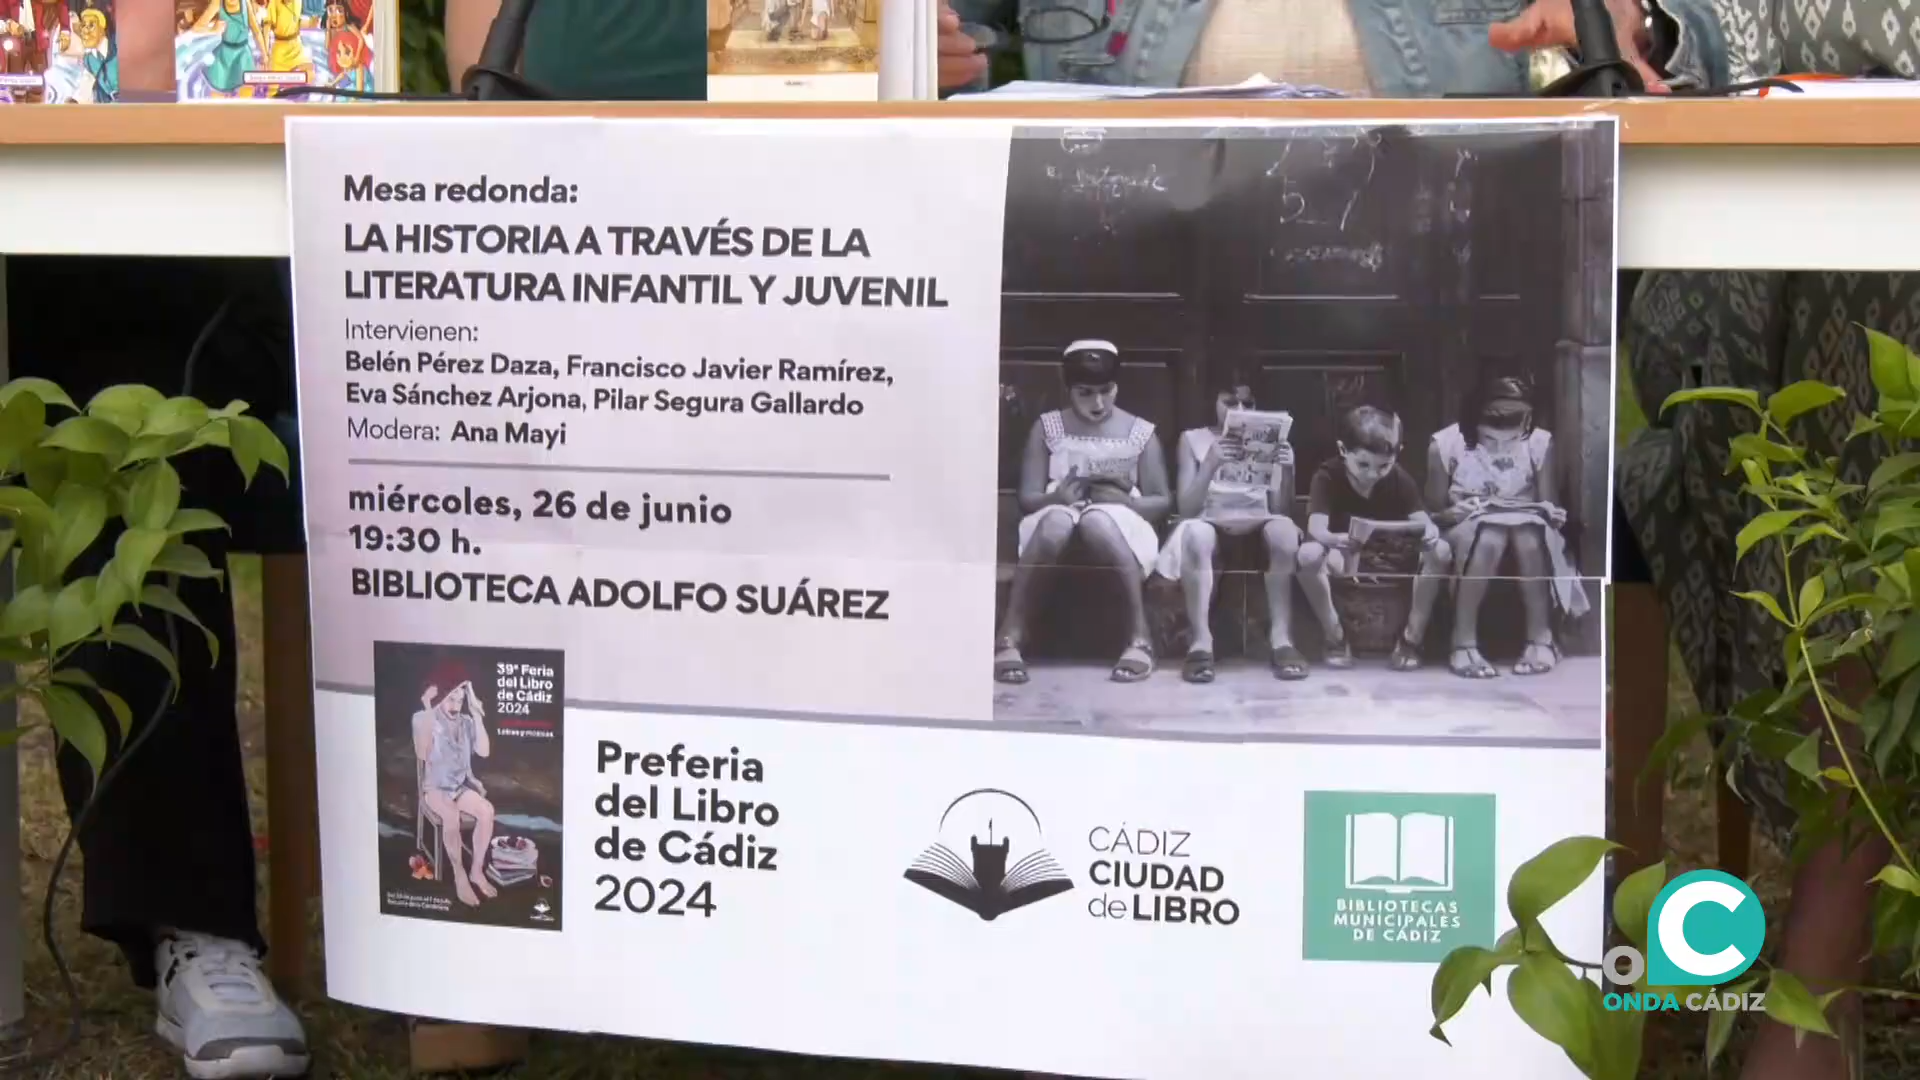 Mesa redonda:
LA HISTORIA A TRAVÉS DE LA
LITERATURA INFANTIL Y JUVENIL
Intervienen:
Belén Pérez Daza, Francisco Javier Ramírez,
Eva Sánchez Arjona, Pilar Segura Gallardo
Modera: Ana Mayi
miércoles, 26 de junio
19:30 h.
BIBLIOTECA ADOLFO SUÁREZ
39ª Feria
del Libro
de Cádiz
2024
Preferia
del Libro
de Cádiz
2024
CÁDIZ
CIUDAD
de LIBRO
BIBLIOTECAS
MUNICIPALES
DE CÁDIZ
OC
ONDA CÁDIZ